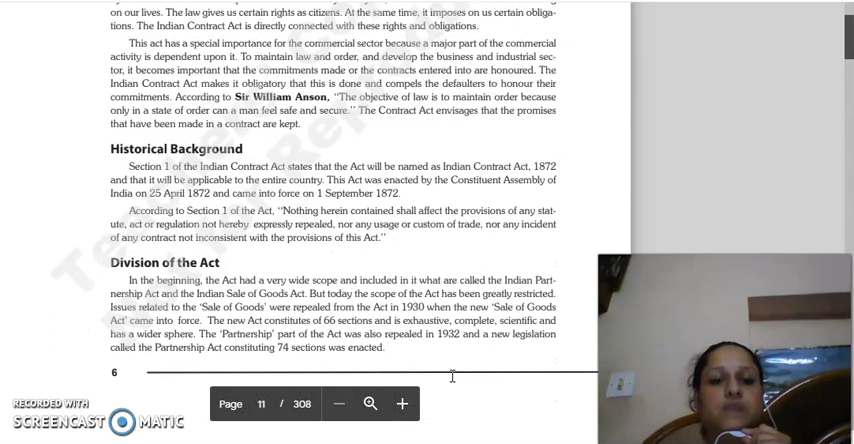 on our lives. The law gives us certain rights as citizens. At the same time, it imposes on us certain obliga-
tions. The Indian Contract Act is directly connected with these rights and obligations.
This act has a special importance for the commercial sector because a major part of the commercial
activity is dependent upon it. To maintain law and order, and develop the business and industrial sec-
tor, it becomes important that the commitments made or the contracts entered into are honoured. The
Indian Contract Act makes it obligatory that this is done and compels the defaulters to honour their
commitments. According to Sir William Anson, "The objective of law is to maintain order because
only in a state of order can a man feel safe and secure." The Contract Act envisages that the promises
that have been made in a contract are kept.
Historical Background
Section 1 of the Indian Contract Act states that the Act will be named as Indian Contract Act, 1872
and that it will be applicable to the entire country. This Act was enacted by the Constituent Assembly of
India on 25 April 1872 and came into force on 1 September 1872.
According to Section 1 of the Act, "Nothing herein contained shall affect the provisions of any stat-
ute, act or regulation not hereby expressly repealed, nor any usage or custom of trade, nor any incident
of any contract not inconsistent with the provisions of this Act."
Division of the Act
In the beginning, the Act had a very wide scope and included in it what are called the Indian Part-
nership Act and the Indian Sale of Goods Act. But today the scope of the Act has been greatly restricted.
Issues related to the 'Sale of Goods' were repealed from the Act in 1930 when the new 'Sale of Goods
Act' came into force. The new Act constitutes of 66 sections and is exhaustive, complete, scientific and
has a wider sphere. The 'Partnership' part of the Act was also repealed in 1932 and a new legislation
called the Partnership Act constituting 74 sections was enacted.
6
Page 11 / 308
RECORDED WITH
SCREENCAST MATIC